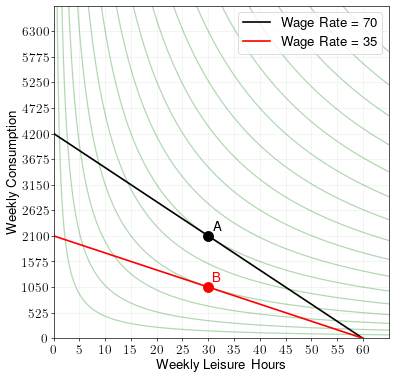 Wage Rate = 70
Wage Rate = 35
6300
5775
5250
4725
4200
3675
3150
2625
2100
1575
1050
525
0
A
B
0 5 10 15 20 25 30 35 40 45 50 55 60
Weekly Leisure Hours
Weekly Consumption